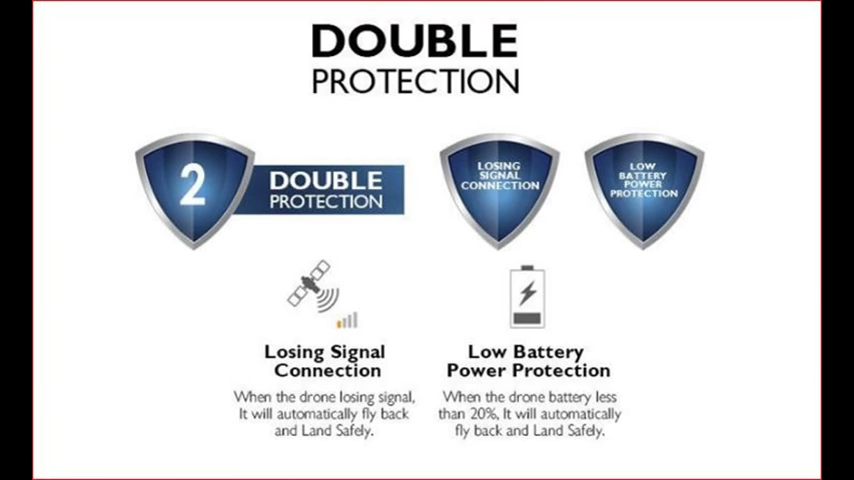 DOUBLE
PROTECTION
2
DOUBLE
PROTECTION
LOSING
SIGNAL
CONNECTION
LOW
BATTERY
POWER
PROTECTION
Losing Signal
Connection
When the drone losing signal,
It will automatically fly back
and Land Safely.
Low Battery
Power Protection
When the drone battery less
than 20%, It will automatically
fly back and Land Safely.